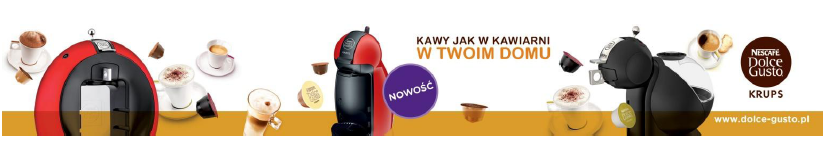 KAWY JAK W KAWIARNI
W TWOIM DOMU
NOWOŚĆ
NESCAFÉ
Dolce
Gusto
KRUPS
www.dolce-gusto.pl